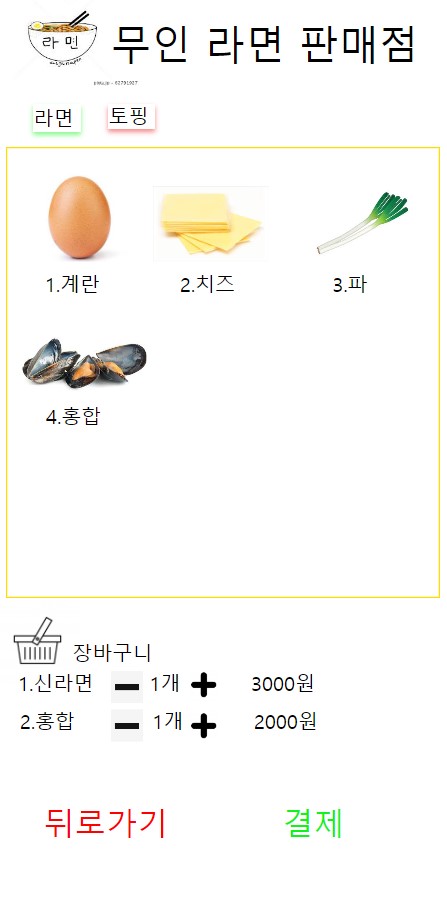 라면
무인 라면 판매점
라면 토핑
1.계란 2.치즈 3.파
4.홍합
장바구니
1.신라면 1개 3000원
2.홍합 1개 2000원
뒤로가기 결제